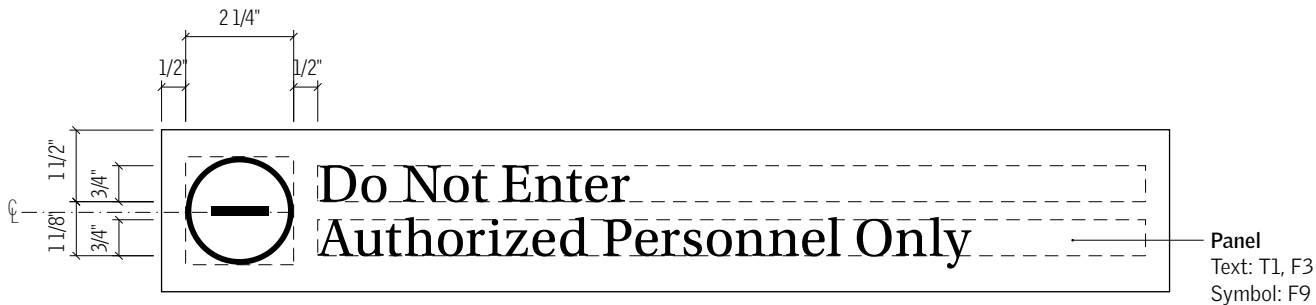 2 1/4"
1/2" 1/2"
1 1/2"
3/4"
Do Not Enter
℄
1 1/8"
3/4"
Authorized Personnel Only
Panel
Text: T1, F3
Symbol: F9